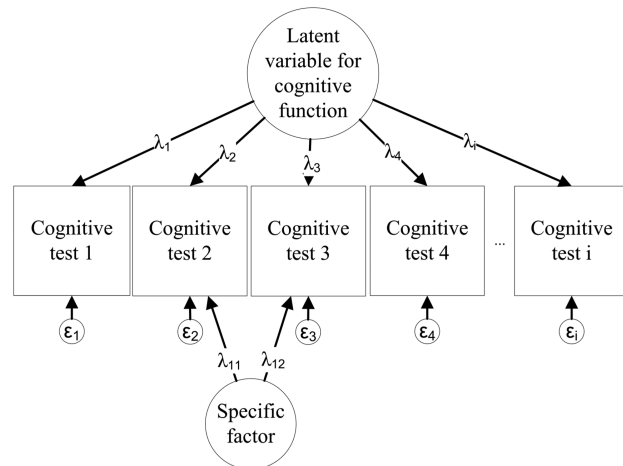 Latent
variable for
cognitive
function
λ1
λ2
λ3
λ4
λi
Cognitive
test 1
Cognitive
test 2
Cognitive
test 3
Cognitive
test 4
...
Cognitive
test i
ε1
ε2
ε3
ε4
εi
λ11
λ12
Specific
factor